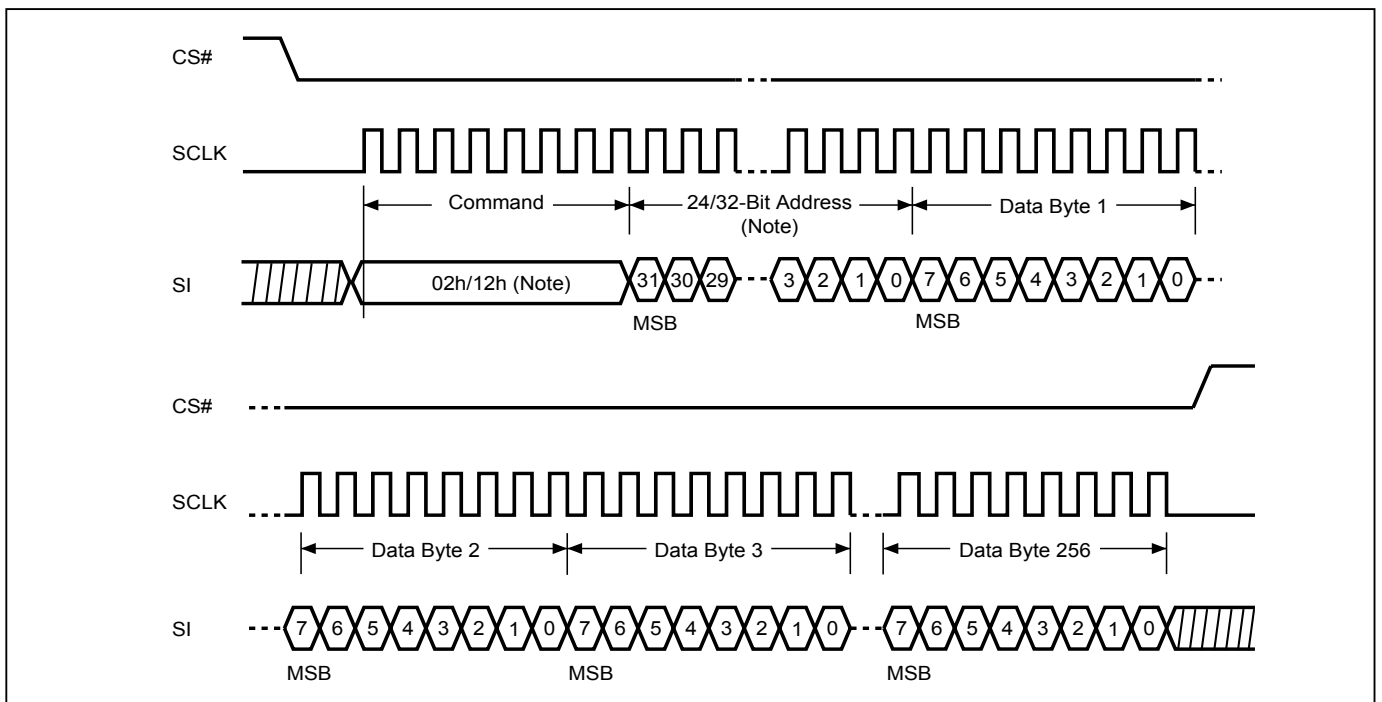 CS#
SCLK
Command
24/32-Bit Address
(Note)
Data Byte 1
SI
02h/12h (Note)
31 30 29 3 2 1 0 7 6 5 4 3 2 1 0
MSB
MSB
CS#
SCLK
Data Byte 2
Data Byte 3
Data Byte 256
SI
7 6 5 4 3 2 1 0 7 6 5 4 3 2 1 0 7 6 5 4 3 2 1 0
MSB
MSB
MSB